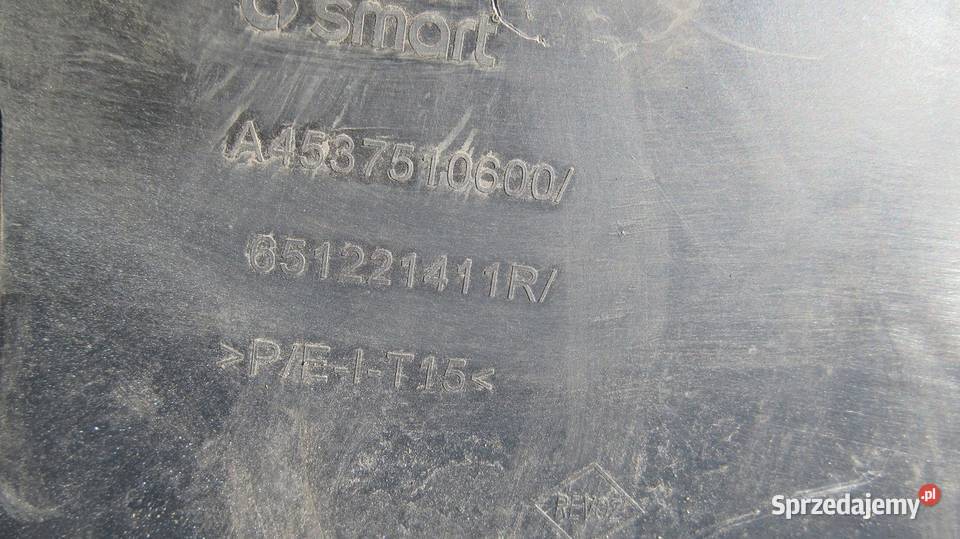 smart
A4537510600/
651221411R/
>P/E-I-T15<
Sprzedajemy.pl